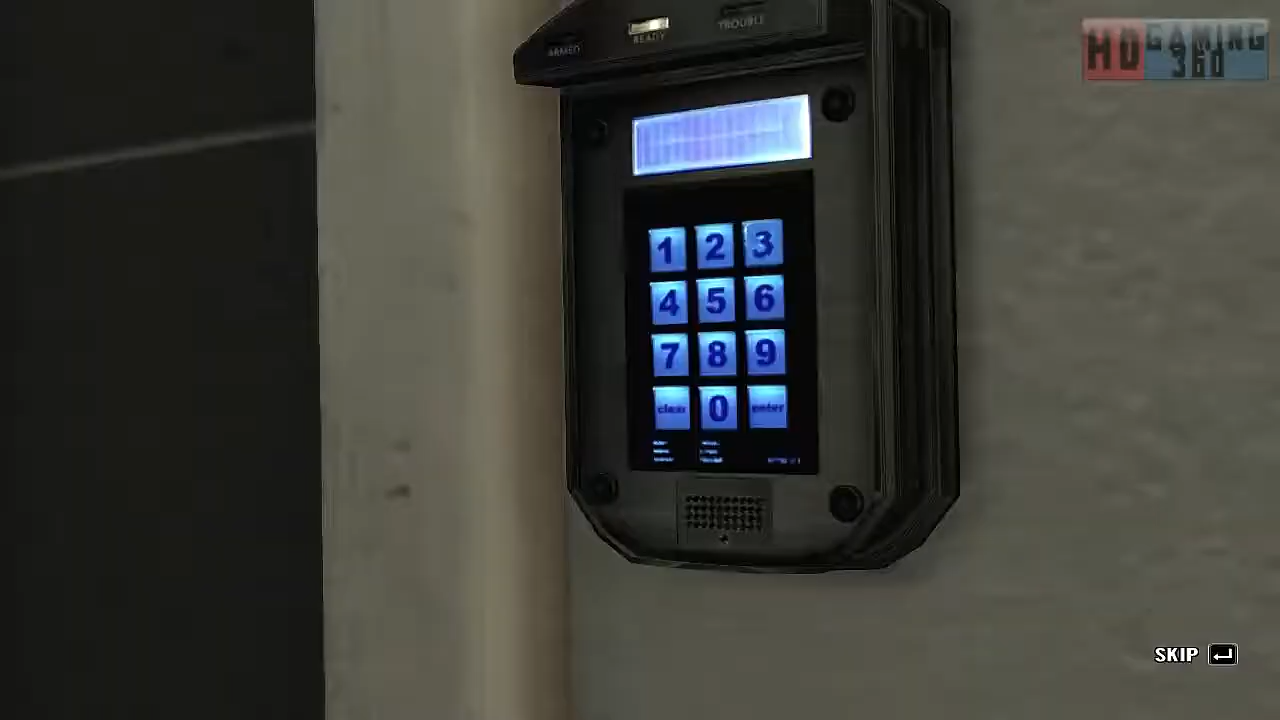 HD GAMING
360
TROUBLE
READY
ARMED
1 2 3
4 5 6
7 8 9
clear 0 enter
SKIP